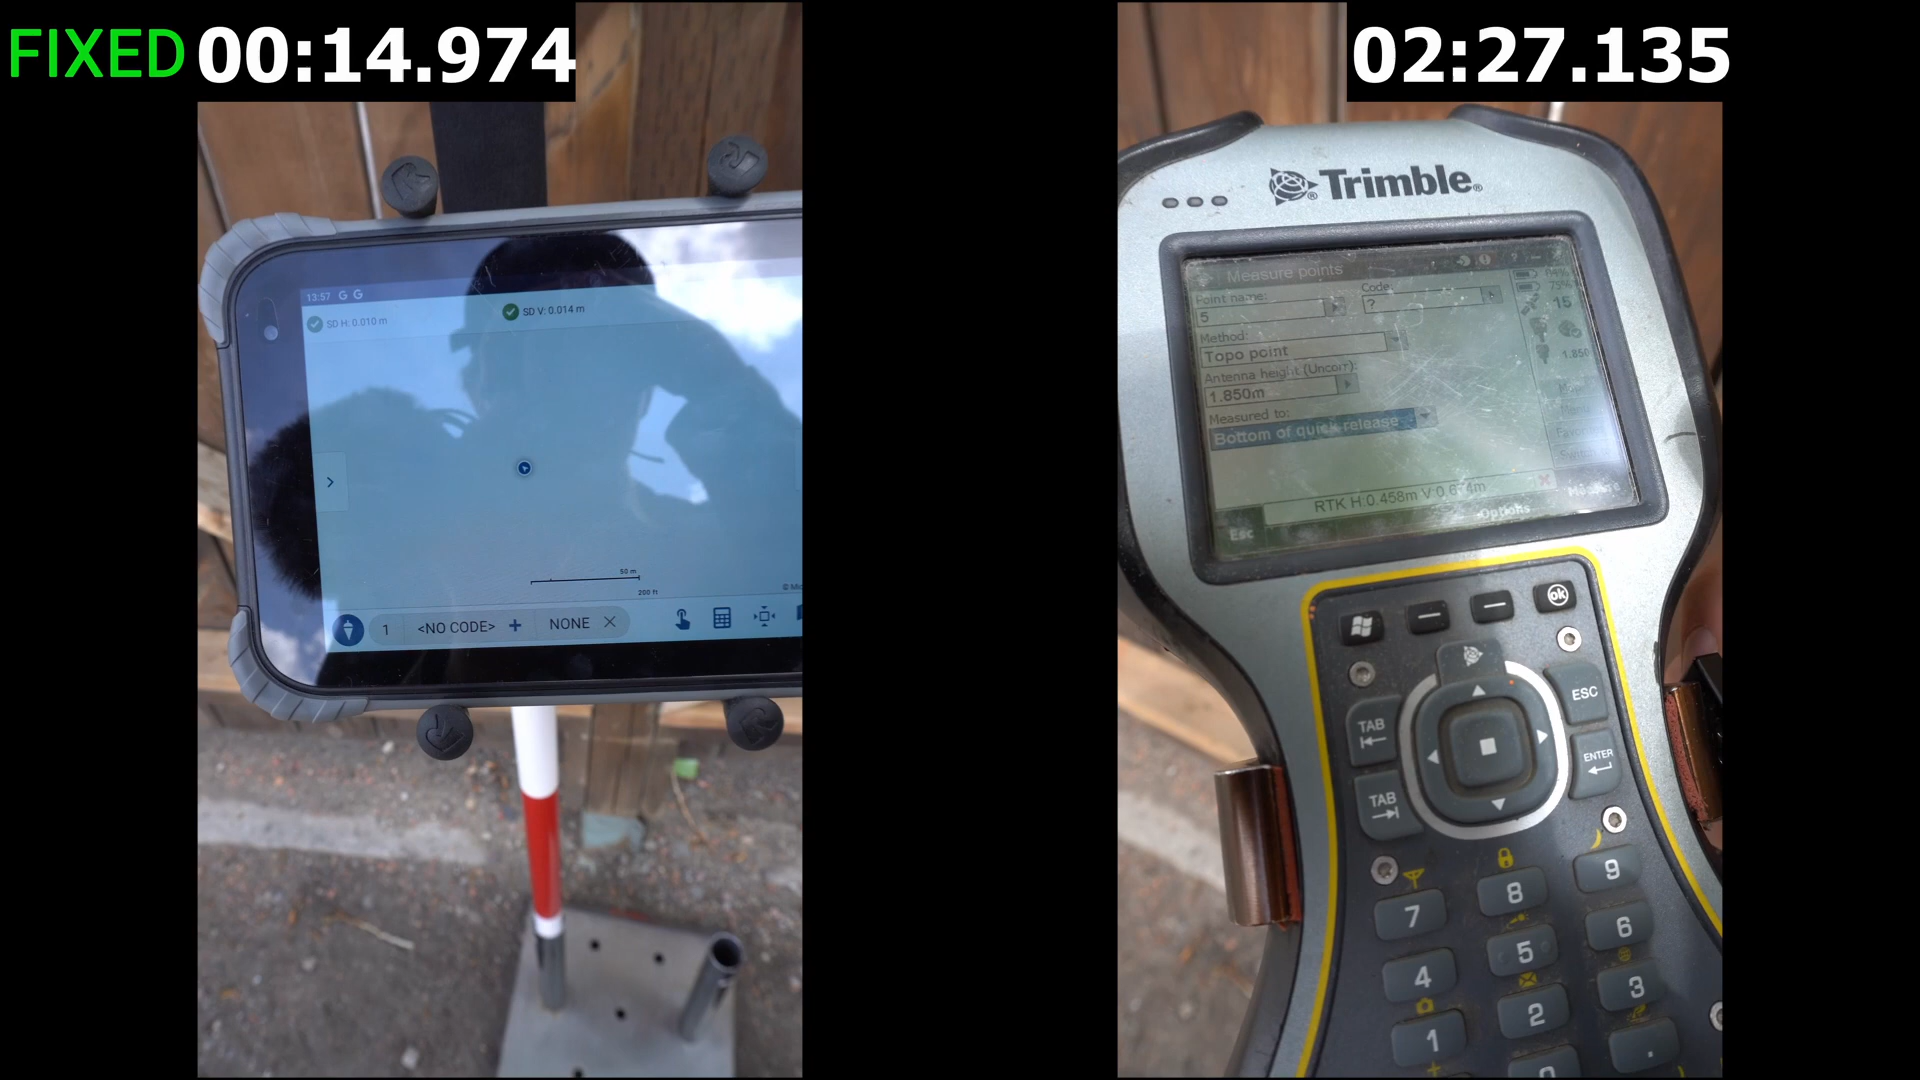 FIXED 00:14.974
02:27.135
13:57 G G
SD H: 0.010 m
SD V: 0.014 m
50 m
200 ft
1 <NO CODE> + NONE
Trimble
Measure points
Point name:
Code:
5
?
Method:
Topo point
Antenna height (Uncorr):
1.850m
Measured to:
Bottom of quick release
15
1.850
RTK H:0.458m
Esc
Options
Measure
ok
ESC
TAB
ENTER
TAB
7
8
9
4
5
6
1
2
3
.